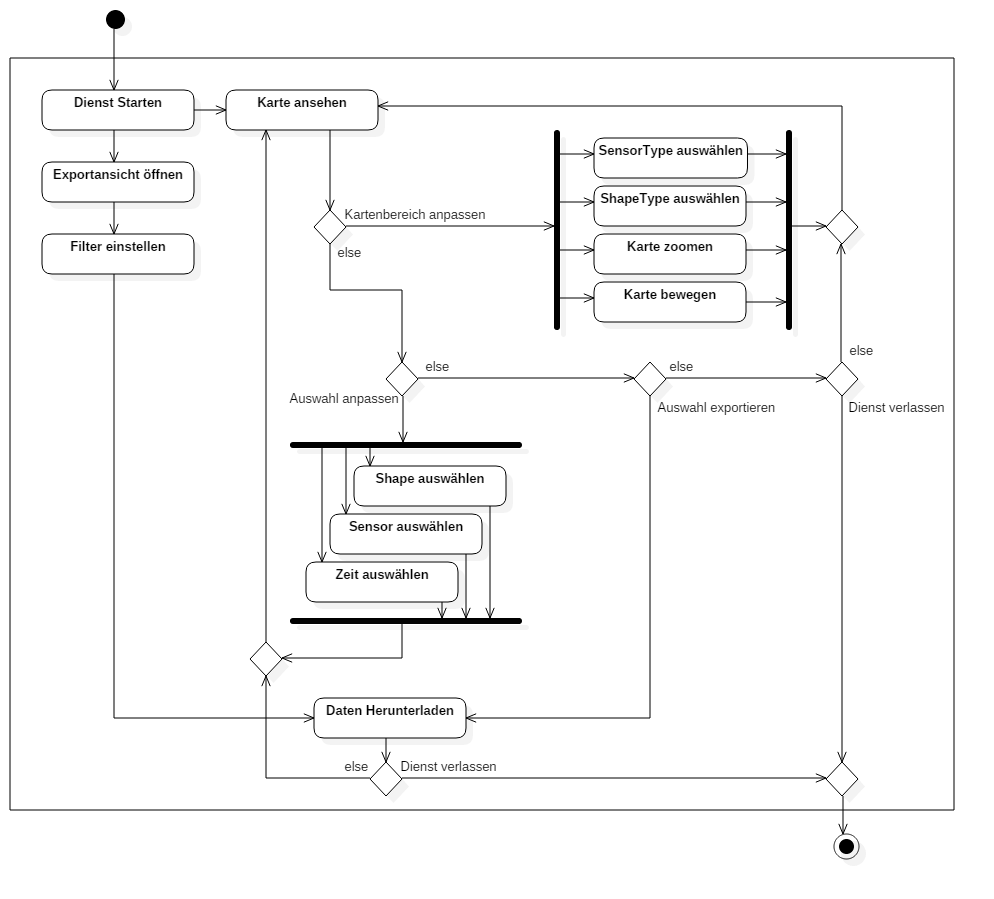 Dienst Starten
Karte ansehen
Exportansicht öffnen
Filter einstellen
SensorType auswählen
ShapeType auswählen
Karte zoomen
Karte bewegen
Kartenbereich anpassen
else
else
Auswahl anpassen
else
Auswahl exportieren
else
Dienst verlassen
Shape auswählen
Sensor auswählen
Zeit auswählen
Daten Herunterladen
else
Dienst verlassen